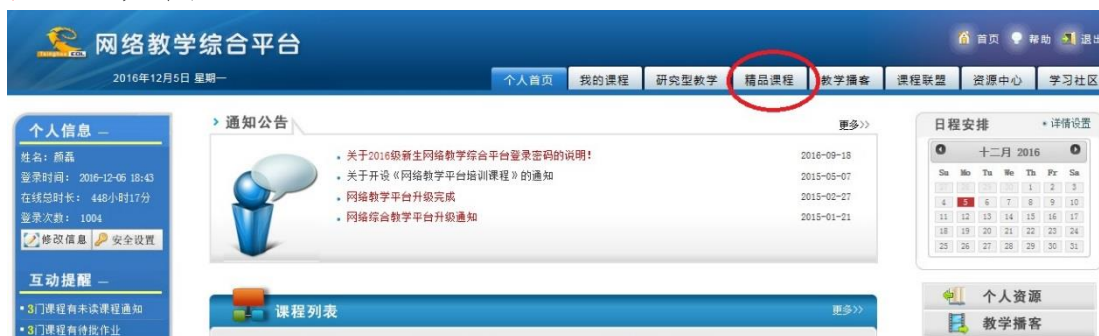 网络教学综合平台
首页 帮助 退出
2016年12月5日 星期一
个人首页 我的课程 研究型教学 精品课程 教学播客 课程联盟 资源中心 学习社区
个人信息
姓名：颜磊
登录时间： 2016-12-05 18:43
在线总时长： 448小时17分
登录次数： 1004
修改信息 安全设置
互动提醒
3门课程有未读课程通知
3门课程有待批作业
通知公告 更多>>
关于2016级新生网络教学综合平台登录密码的说明! 2016-09-18
关于开设《网络教学平台培训课程》的通知 2015-05-07
网络教学平台升级完成 2015-02-27
网络综合教学平台升级通知 2015-01-21
课程列表 更多>>
日程安排 详情设置
十二月 2016
Su Mo Tu We Th Fr Sa
27 28 29 30 1 2 3
4 5 6 7 8 9 10
11 12 13 14 15 16 17
18 19 20 21 22 23 24
25 26 27 28 29 30 31
个人资源
教学播客